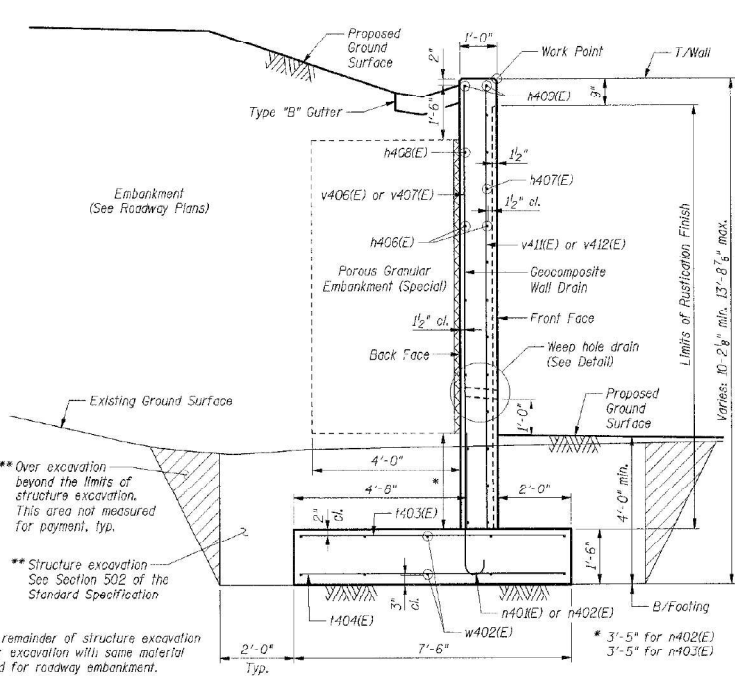 Proposed
Ground
Surface
1'-0"
2"
Work Point
T/Wall
Type "B" Gutter
1'-6"
h409(E)
9"
h408(E)
1½"
h407(E)
Embankment
(See Roadway Plans)
v406(E) or v407(E)
1½" cl.
h406(E)
v411(E) or v412(E)
Porous Granular
Embankment (Special)
Geocomposite
Wall Drain
1½" cl.
Front Face
Back Face
Weep hole drain
(See Detail)
Limits of Rustication Finish
Varies: 10-2⅛" min. 13'-8⅞" max.
Existing Ground Surface
1'-0"
Proposed
Ground
Surface
** Over excavation
beyond the limits of
structure excavation.
This area not measured
for payment, typ.
4'-0"
*
4'-6"
2'-0"
4'-0" min.
2"
cl.
t403(E)
** Structure excavation
See Section 502 of the
Standard Specification
1'-6"
t404(E)
3"
cl.
n401(E) or n402(E)
B/Footing
w402(E)
* 3'-5" for n402(E)
3'-5" for n403(E)
remainder of structure excavation
r excavation with same material
d for roadway embankment.
2'-0"
Typ.
7'-6"